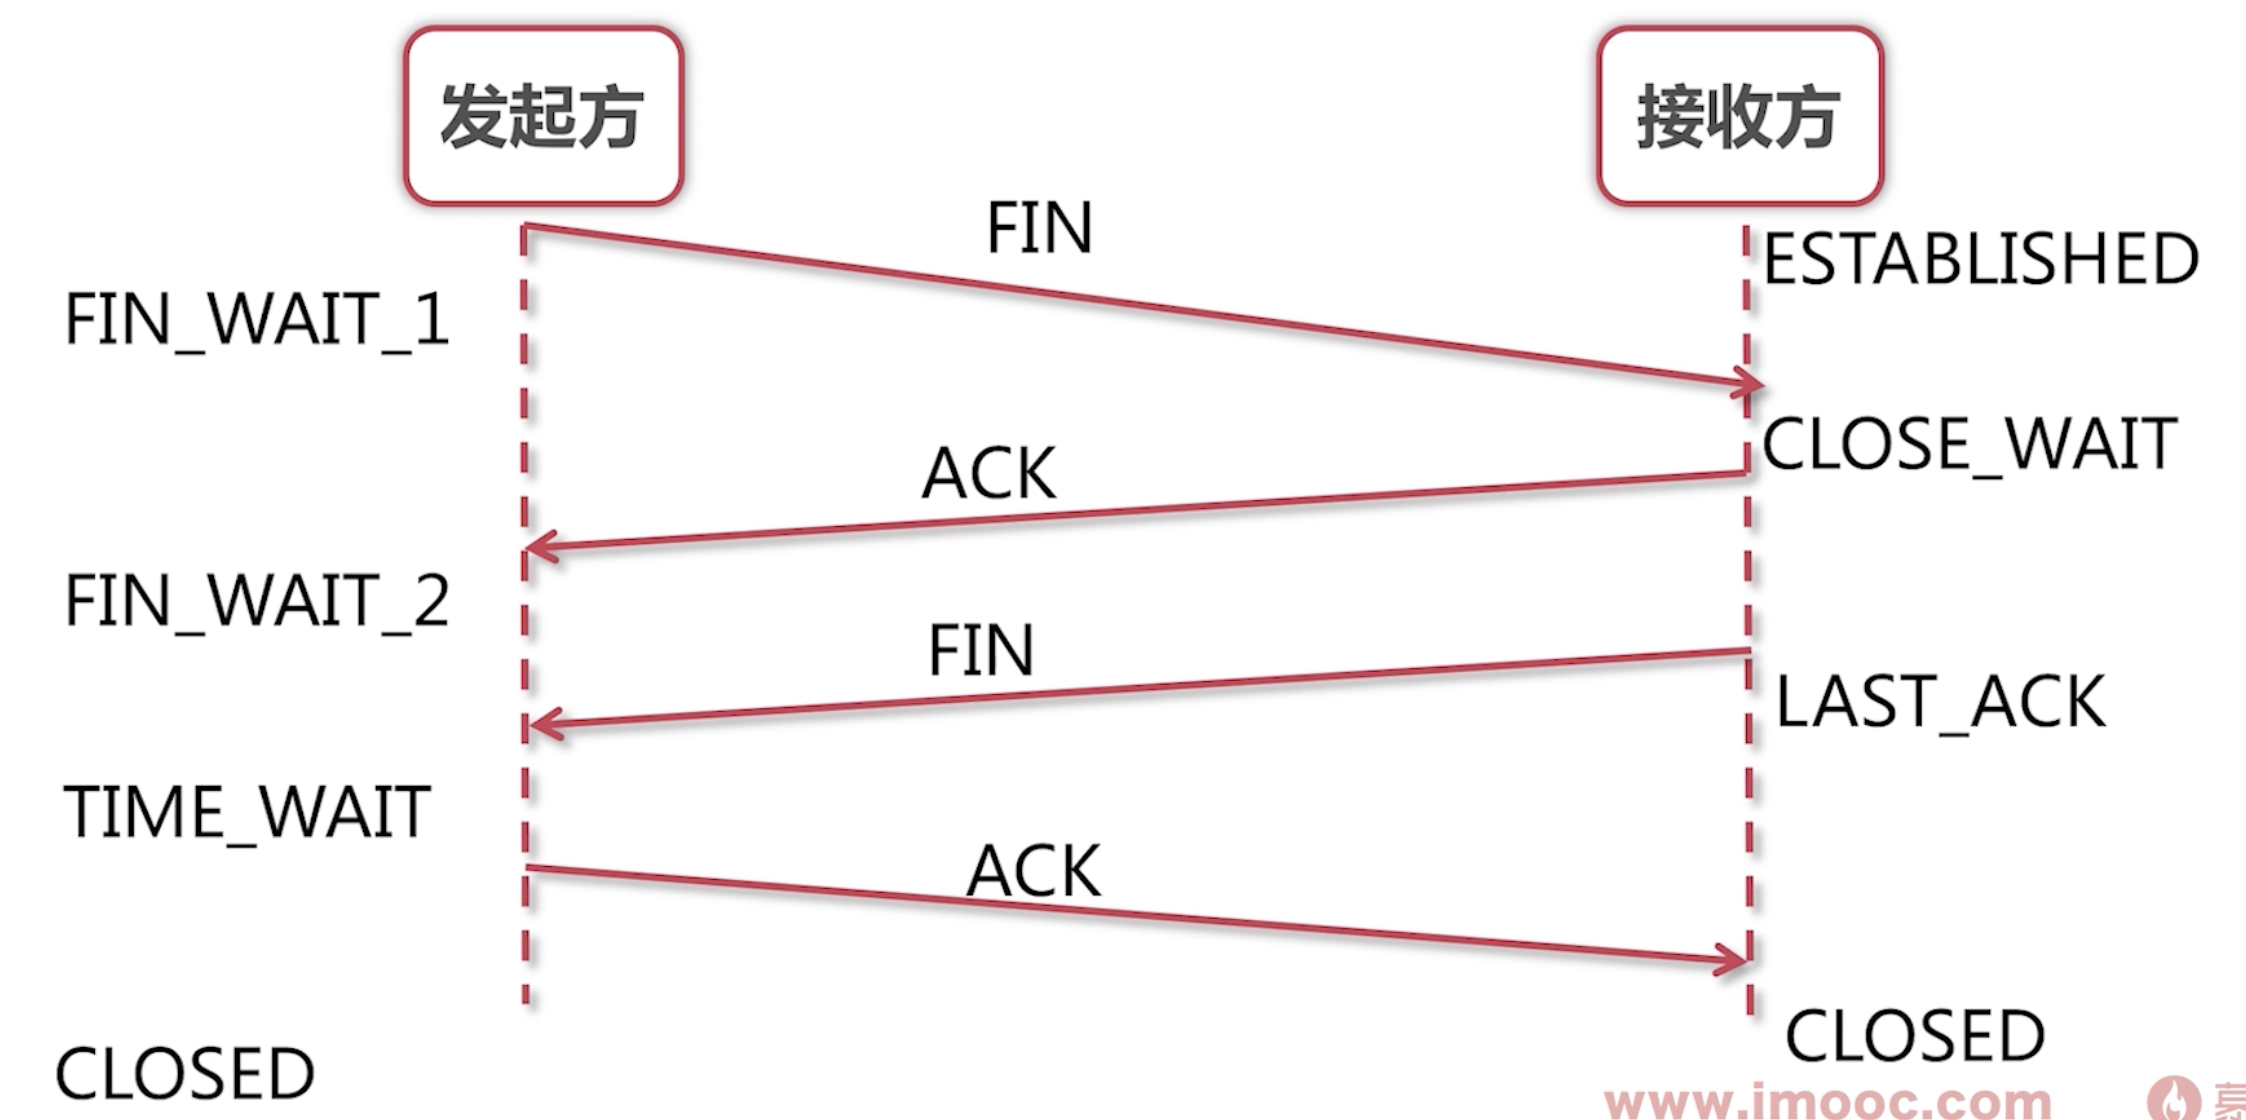 发起方
接收方
FIN
ESTABLISHED
FIN_WAIT_1
CLOSE_WAIT
ACK
FIN_WAIT_2
FIN
LAST_ACK
TIME_WAIT
ACK
CLOSED
CLOSED
www.imooc.com